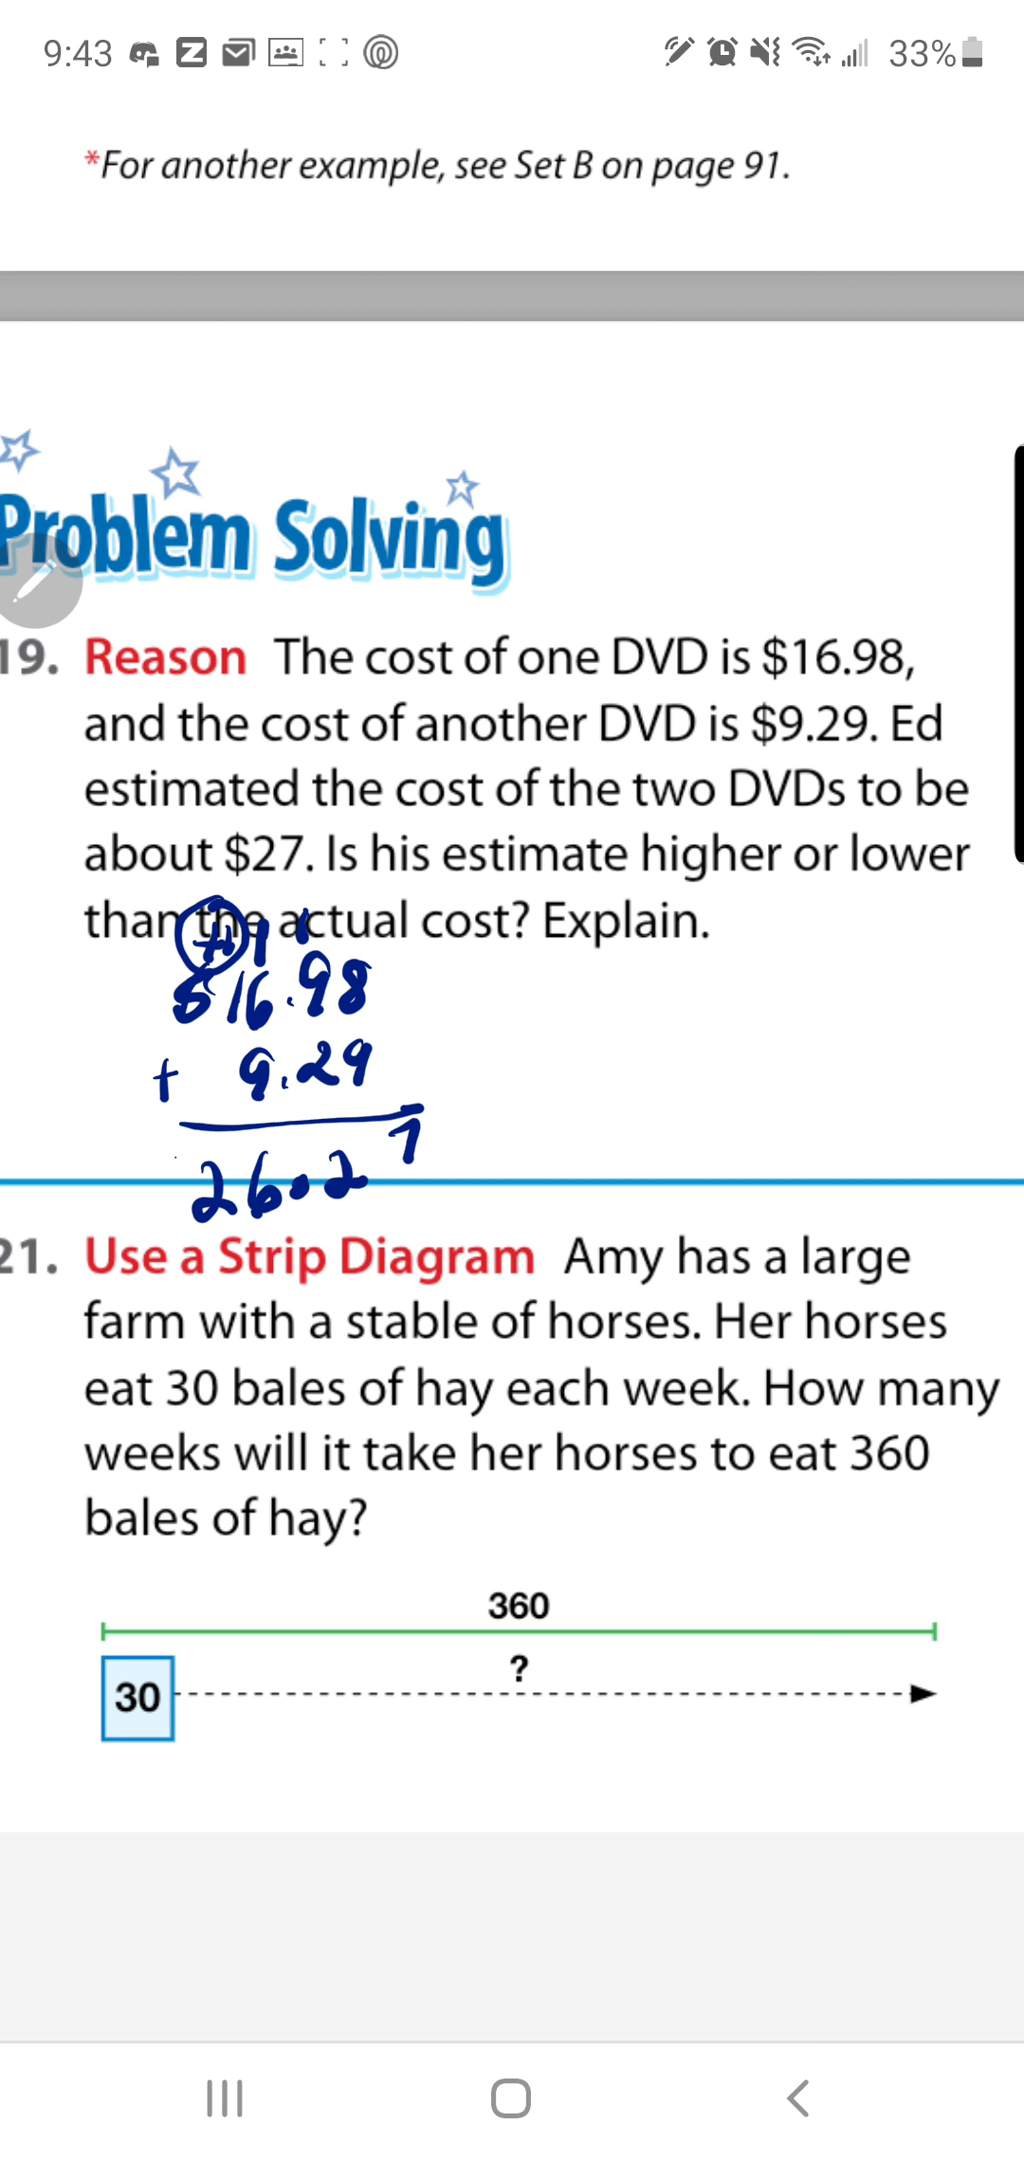 9:43 33%
*For another example, see Set B on page 91.
Problem Solving
19. Reason The cost of one DVD is $16.98,
and the cost of another DVD is $9.29. Ed
estimated the cost of the two DVDs to be
about $27. Is his estimate higher or lower
than the actual cost? Explain.
1 1
$16.98
+ 9.29
26.27
21. Use a Strip Diagram Amy has a large
farm with a stable of horses. Her horses
eat 30 bales of hay each week. How many
weeks will it take her horses to eat 360
bales of hay?
360
?
30